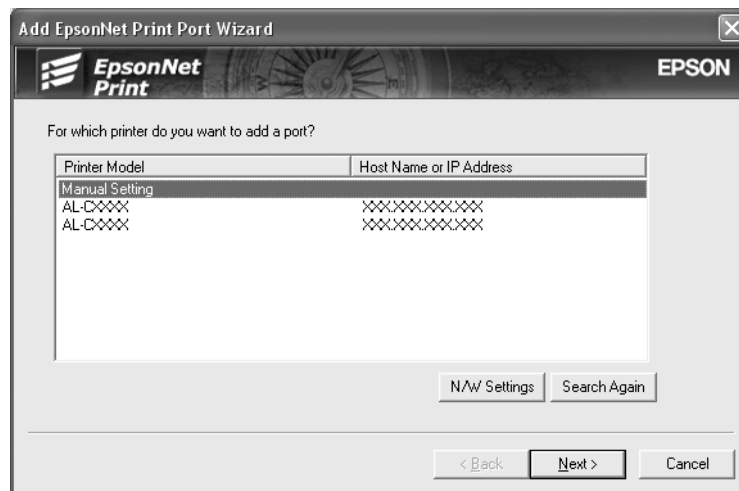 Add EpsonNet Print Port Wizard
EpsonNet
Print
EPSON
For which printer do you want to add a port?
Printer Model Host Name or IP Address
Manual Setting
AL-CXXXX XXX.XXX.XXX.XXX
AL-CXXXX XXX.XXX.XXX.XXX
N/W Settings Search Again
< Back Next > Cancel